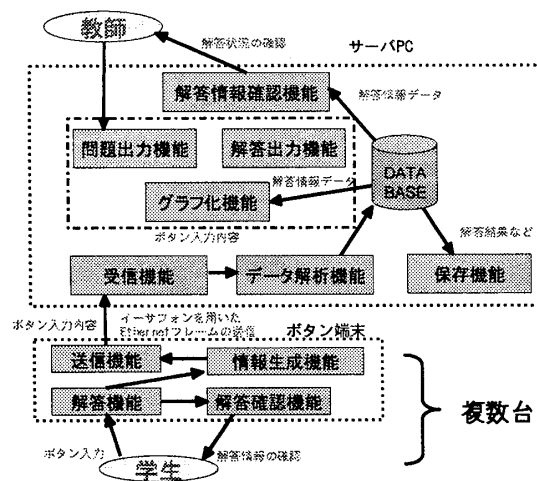 教師
解答状況の確認
サーバPC
解答情報確認機能
解答情報データ
問題出力機能
解答出力機能
DATA
BASE
解答情報データ
グラフ化機能
ボタン入力内容
解答結果など
受信機能
データ解析機能
保存機能
ボタン入力内容
イーサフォンを用いた
Ethernetフレームの送信
ボタン端末
送信機能
情報生成機能
解答機能
解答確認機能
複数台
ボタン入力
学生
解答情報の確認